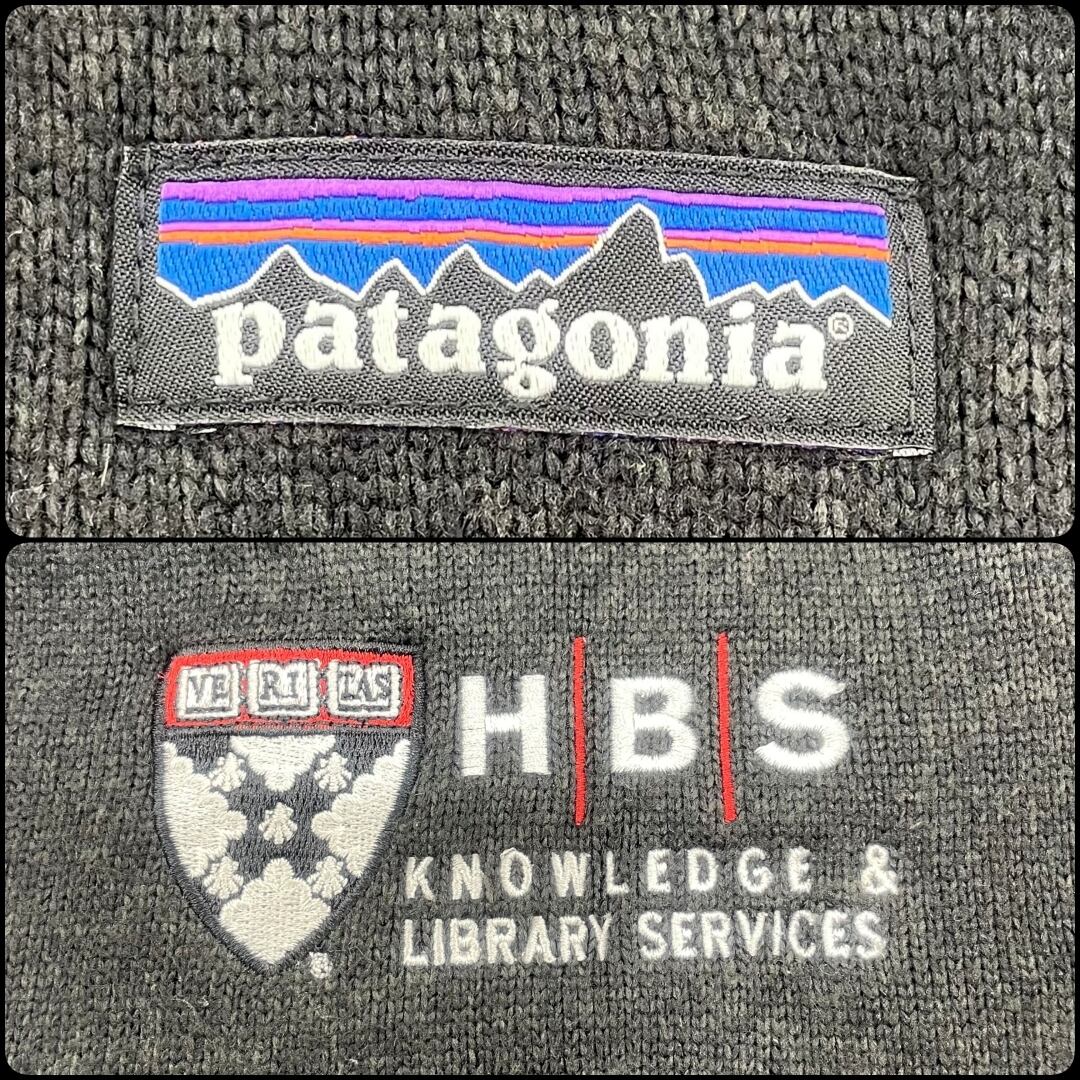 patagonia®
VE RI TAS
H|B|S
KNOWLEDGE &
LIBRARY SERVICES
®